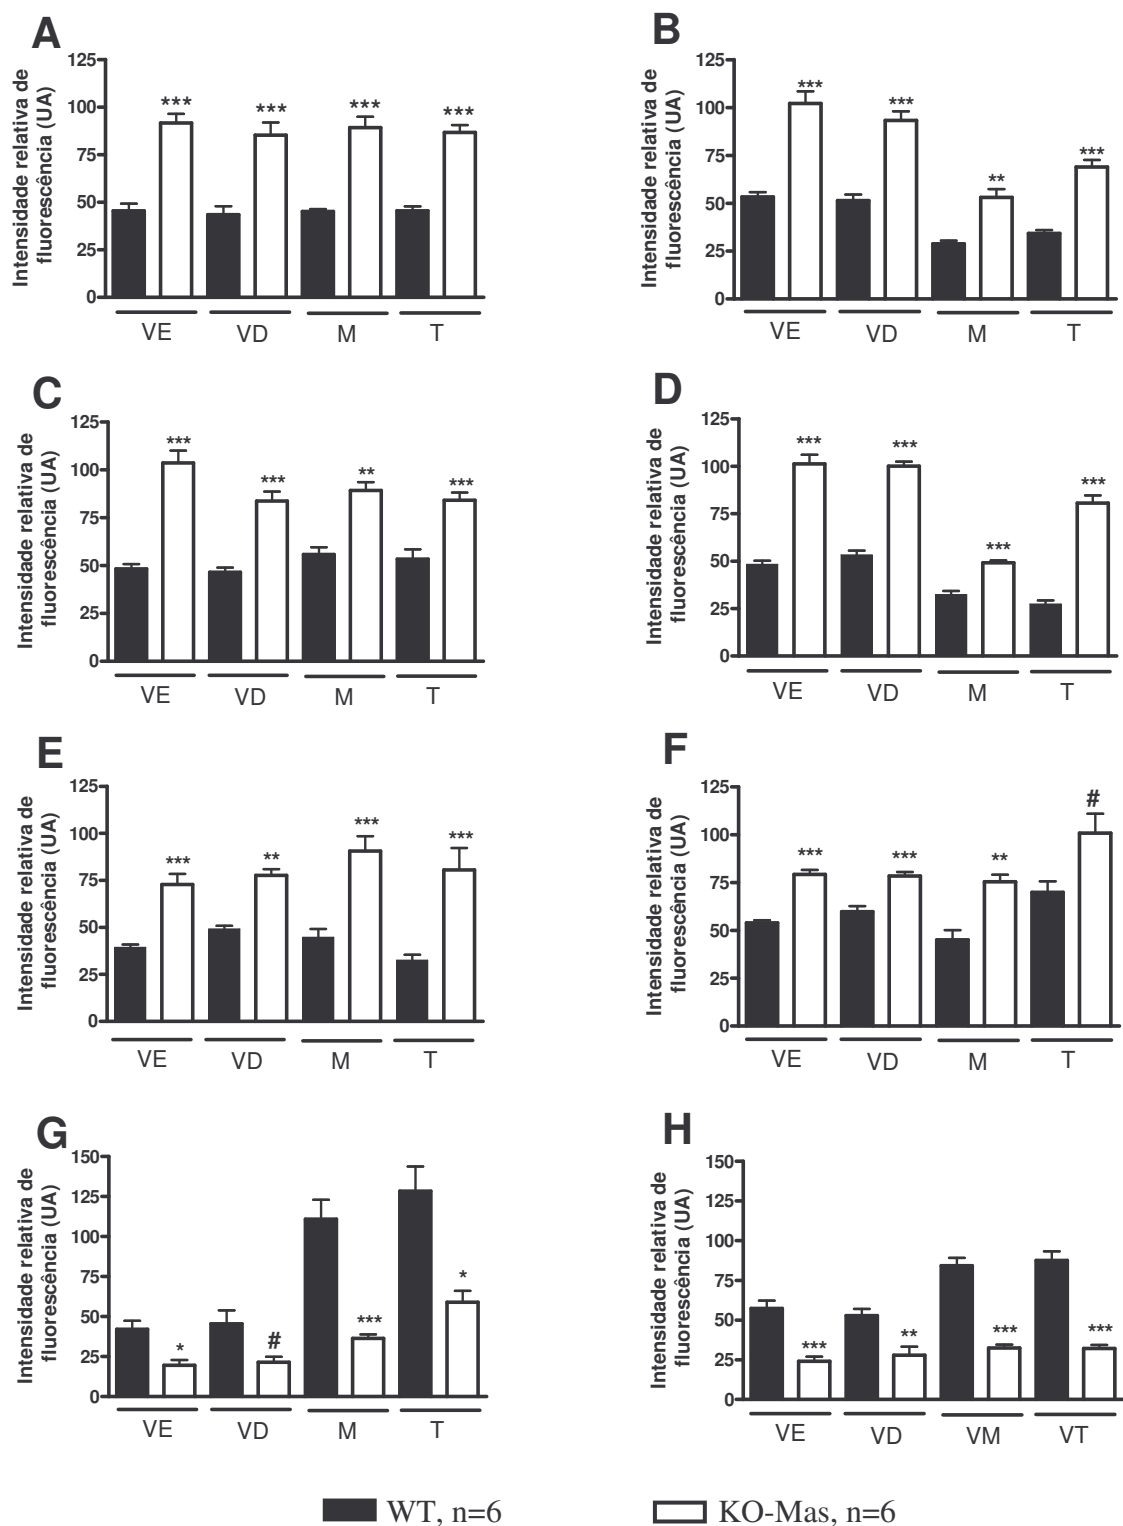 A
Intensidade relativa de
fluorescência (UA)
125
100
75
50
25
0
*** *** *** ***
VE VD M T
B
Intensidade relativa de
fluorescência (UA)
125
100
75
50
25
0
*** *** ** ***
VE VD M T
C
Intensidade relativa de
fluorescência (UA)
125
100
75
50
25
0
*** *** ** ***
VE VD M T
D
Intensidade relativa de
fluorescência (UA)
125
100
75
50
25
0
*** *** *** ***
VE VD M T
E
Intensidade relativa de
fluorescência (UA)
125
100
75
50
25
0
*** ** *** ***
VE VD M T
F
Intensidade relativa de
fluorescência (UA)
125
100
75
50
25
0
*** *** ** #
VE VD M T
G
Intensidade relativa de
fluorescência (UA)
150
125
100
75
50
25
0
* # *** *
VE VD M T
H
Intensidade relativa de
fluorescência (UA)
150
125
100
75
50
25
0
*** ** *** ***
VE VD VM VT
WT, n=6
KO-Mas, n=6